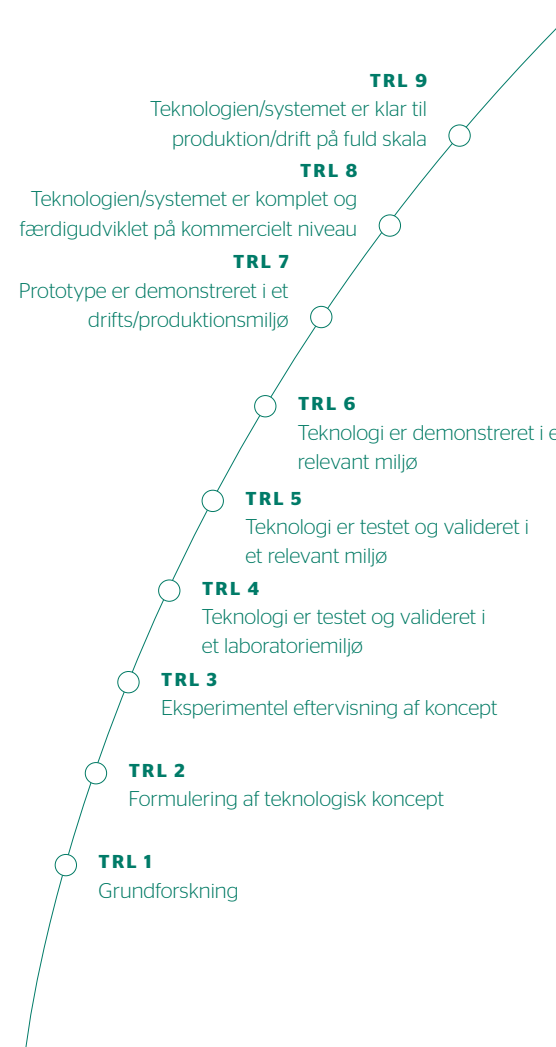 TRL 9
Teknologien/systemet er klar til
produktion/drift på fuld skala
TRL 8
Teknologien/systemet er komplet og
færdigudviklet på kommercielt niveau
TRL 7
Prototype er demonstreret i et
drifts/produktionsmiljø
TRL 6
Teknologi er demonstreret i
relevant miljø
TRL 5
Teknologi er testet og valideret i
et relevant miljø
TRL 4
Teknologi er testet og valideret i
et laboratoriemiljø
TRL 3
Eksperimentel eftervisning af koncept
TRL 2
Formulering af teknologisk koncept
TRL 1
Grundforskning